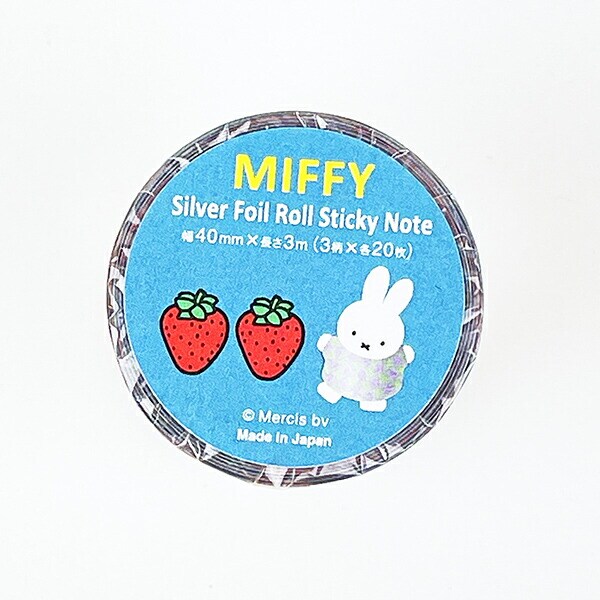 MIFFY
Silver Foil Roll Sticky Note
幅40mm×長さ3m(3柄×各20枚)
© Mercis bv
Made in Japan